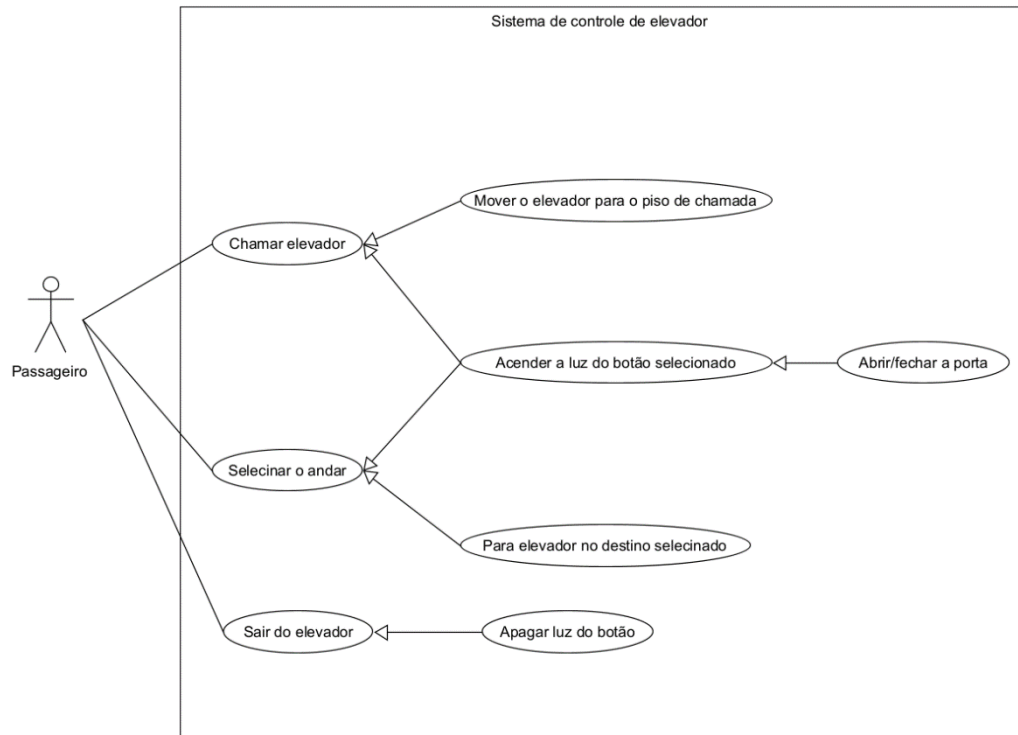 Sistema de controle de elevador
Mover o elevador para o piso de chamada
Chamar elevador
Passageiro
Acender a luz do botão selecionado
Abrir/fechar a porta
Selecinar o andar
Para elevador no destino selecinado
Sair do elevador
Apagar luz do botão